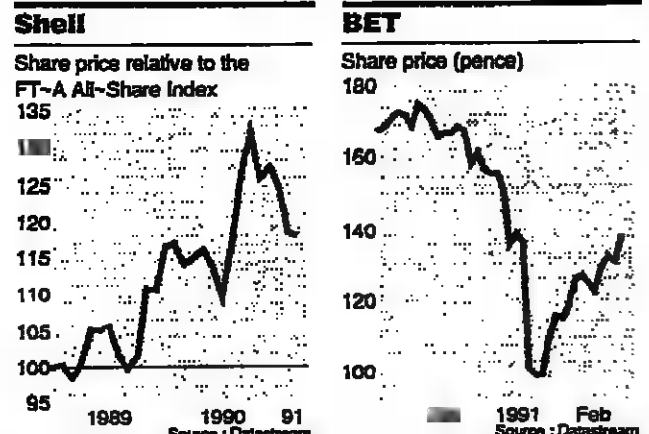 Shell
Share price relative to the
FT-A All-Share Index
135
125
120
115
110
105
100
95
1989 1990 91
Source : Datastream
BET
Share price (pence)
180
160
140
120
100
1991 Feb
Source : Datastream